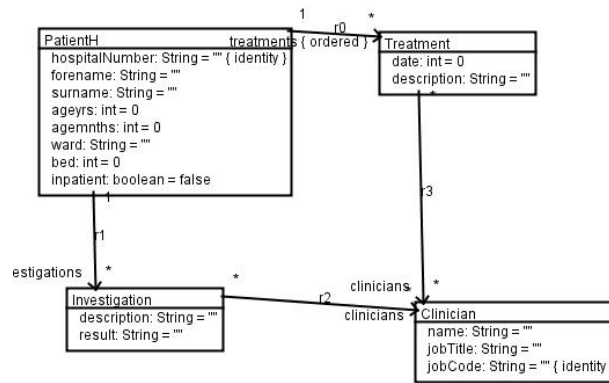 1
r0
*
PatientH
treatments { ordered }
Treatment
hospitalNumber: String = "" { identity }
forename: String = ""
surname: String = ""
ageyrs: int = 0
agemnths: int = 0
ward: String = ""
bed: int = 0
inpatient: boolean = false
date: int = 0
description: String = ""
*
1
r3
r1
estigations
*
*
clinicians
*
*
r2
clinicians
Investigation
description: String = ""
result: String = ""
Clinician
name: String = ""
jobTitle: String = ""
jobCode: String = "" { identity